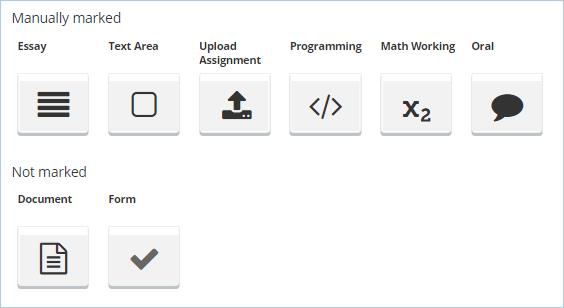 Manually marked
Essay Text Area Upload Assignment Programming Math Working Oral
</> x₂
Not marked
Document Form